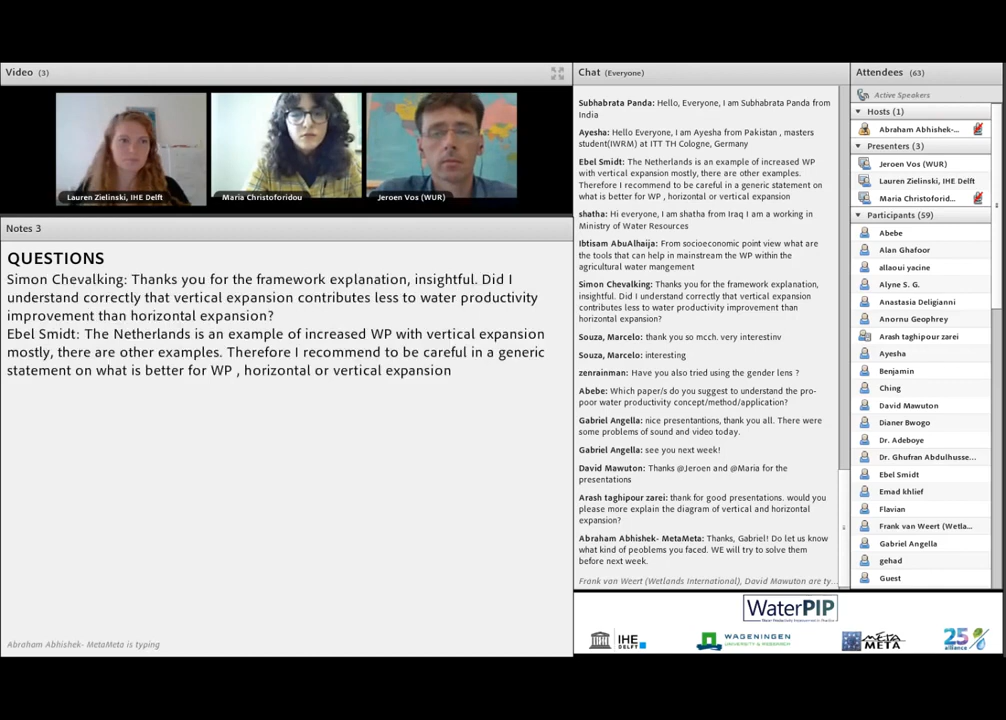 Video (3)
Lauren Zielinski, IHE Delft
Maria Christoforidou
Jeroen Vos (WUR)
Notes 3
QUESTIONS
Simon Chevalking: Thanks you for the framework explanation, insightful. Did I
understand correctly that vertical expansion contributes less to water productivity
improvement than horizontal expansion?
Ebel Smidt: The Netherlands is an example of increased WP with vertical expansion
mostly, there are other examples. Therefore I recommend to be careful in a generic
statement on what is better for WP , horizontal or vertical expansion
Abraham Abhishek- MetaMeta is typing
Chat (Everyone)
Subhabrata Panda: Hello, Everyone, I am Subhabrata Panda from
India
Ayesha: Hello Everyone, I am Ayesha from Pakistan , masters
student(IWRM) at ITT TH Cologne, Germany
Ebel Smidt: The Netherlands is an example of increased WP
with vertical expansion mostly, there are other examples.
Therefore I recommend to be careful in a generic statement on
what is better for WP , horizontal or vertical expansion
shatha: Hi everyone, I am shatha from Iraq I am a working in
Ministry of Water Resources
Ibtisam AbuAlhaija: From socioeconomic point view what are
the tools that can help in mainstream the WP within the
agricultural water mangement
Simon Chevalking: Thanks you for the framework explanation,
insightful. Did I understand correctly that vertical expansion
contributes less to water productivity improvement than
horizontal expansion?
Souza, Marcelo: thank you so mcch. very interestinv
Souza, Marcelo: interesting
zenrainman: Have you also tried using the gender lens ?
Abebe: Which paper/s do you suggest to understand the pro-
poor water productivity concept/method/application?
Gabriel Angella: nice presentantions, thank you all. There were
some problems of sound and video today.
Gabriel Angella: see you next week!
David Mawuton: Thanks @Jeroen and @Maria for the
presentations
Arash taghipour zarei: thank for good presentations. would you
please more explain the diagram of vertical and horizontal
expansion?
Abraham Abhishek- MetaMeta: Thanks, Gabriel! Do let us know
what kind of peoblems you faced. WE will try to solve them
before next week.
Frank van Weert (Wetlands International), David Mawuton are ty...
Attendees (63)
Active Speakers
Hosts (1)
Abraham Abhishek-...
Presenters (3)
Jeroen Vos (WUR)
Lauren Zielinski, IHE Delft
Maria Christoforid...
Participants (59)
Abebe
Alan Ghafoor
allaoui yacine
Alyne S. G.
Anastasia Deligianni
Anornu Geophrey
Arash taghipour zarei
Ayesha
Benjamin
Ching
David Mawuton
Dianer Bwogo
Dr. Adeboye
Dr. Ghufran Abdulhusse...
Ebel Smidt
Emad khlief
Flavian
Frank van Weert (Wetla...
Gabriel Angella
gehad
Guest
WaterPIP
IHE
DELFT
WAGENINGEN
UNIVERSITY & RESEARCH
META
META
25
alliance